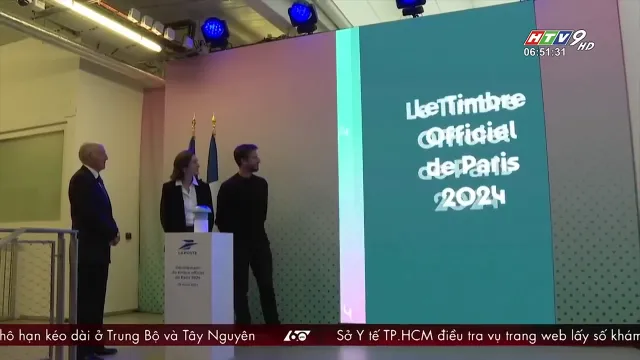 HTV9 HD
06:51:31
Le Timbre
Officiel
de Paris
2024
LA POSTE
hô hạn kéo dài ở Trung Bộ và Tây Nguyên
60
Sở Y tế TP.HCM điều tra vụ trang web lấy số khám